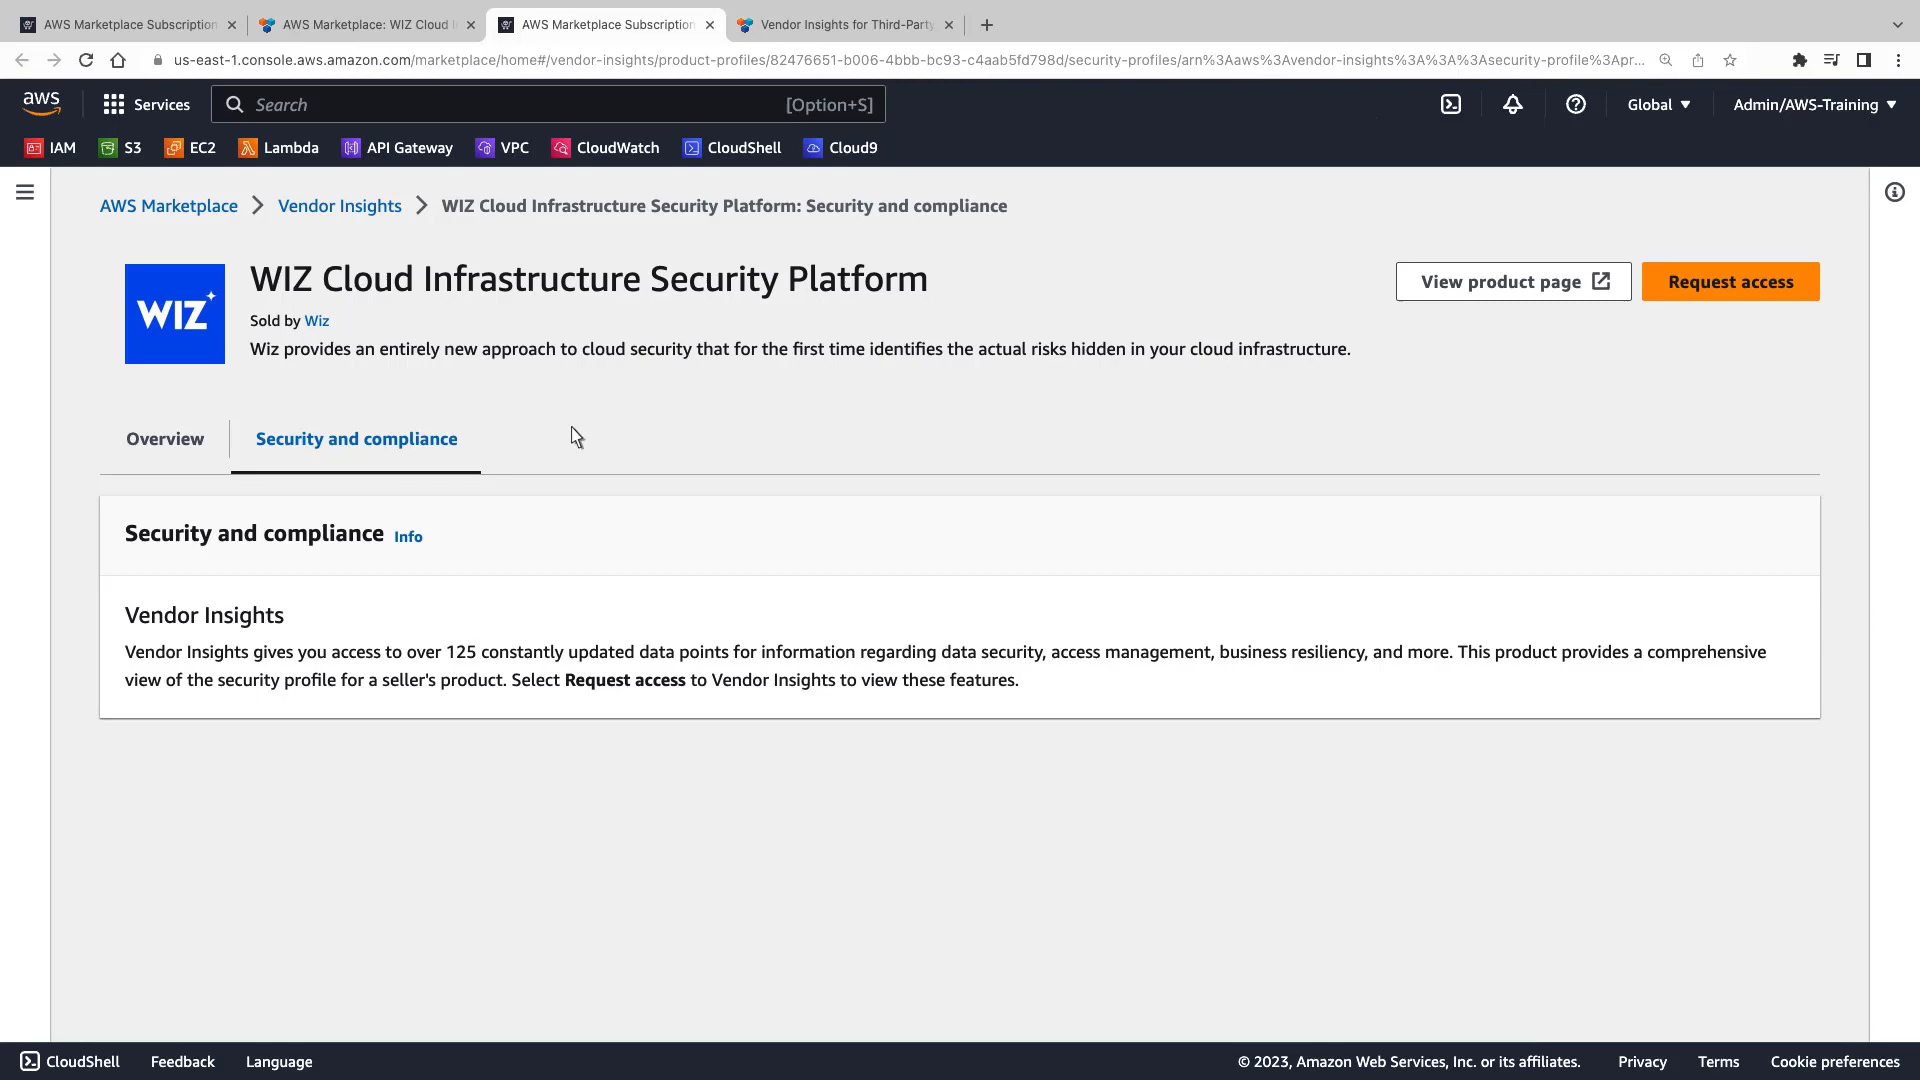 AWS Marketplace Subscription
AWS Marketplace: WIZ Cloud I
AWS Marketplace Subscription
Vendor Insights for Third-Party
us-east-1.console.aws.amazon.com/marketplace/home#/vendor-insights/product-profiles/82476651-b006-4bbb-bc93-c4aab5fd798d/security-profiles/arn%3Aaws%3Avendor-insights%3A%3A%3Asecurity-profile%3Apr...
aws
Services
Search
[Option+S]
Global
Admin/AWS-Training
IAM
S3
EC2
Lambda
API Gateway
VPC
CloudWatch
CloudShell
Cloud9
AWS Marketplace > Vendor Insights > WIZ Cloud Infrastructure Security Platform: Security and compliance
WIZ
WIZ Cloud Infrastructure Security Platform
View product page
Request access
Sold by Wiz
Wiz provides an entirely new approach to cloud security that for the first time identifies the actual risks hidden in your cloud infrastructure.
Overview
Security and compliance
Security and compliance Info
Vendor Insights
Vendor Insights gives you access to over 125 constantly updated data points for information regarding data security, access management, business resiliency, and more. This product provides a comprehensive
view of the security profile for a seller's product. Select Request access to Vendor Insights to view these features.
CloudShell
Feedback
Language
© 2023, Amazon Web Services, Inc. or its affiliates.
Privacy
Terms
Cookie preferences